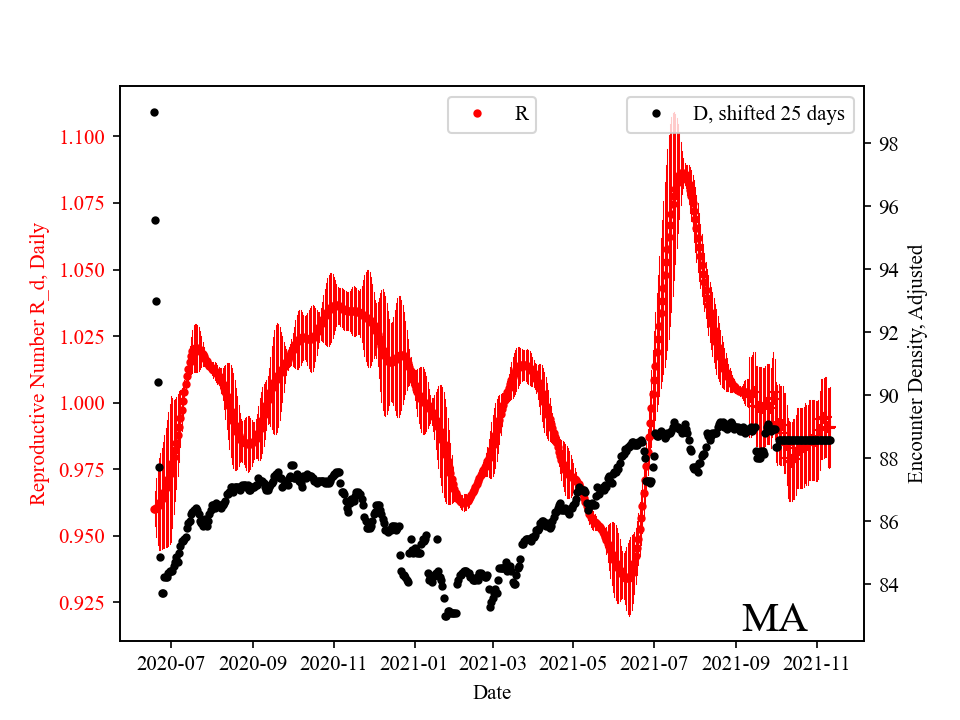 R
D, shifted 25 days
1.100
1.075
1.050
1.025
1.000
0.975
0.950
0.925
Reproductive Number R_d, Daily
98
96
94
92
90
88
86
84
Encounter Density, Adjusted
MA
2020-07 2020-09 2020-11 2021-01 2021-03 2021-05 2021-07 2021-09 2021-11
Date